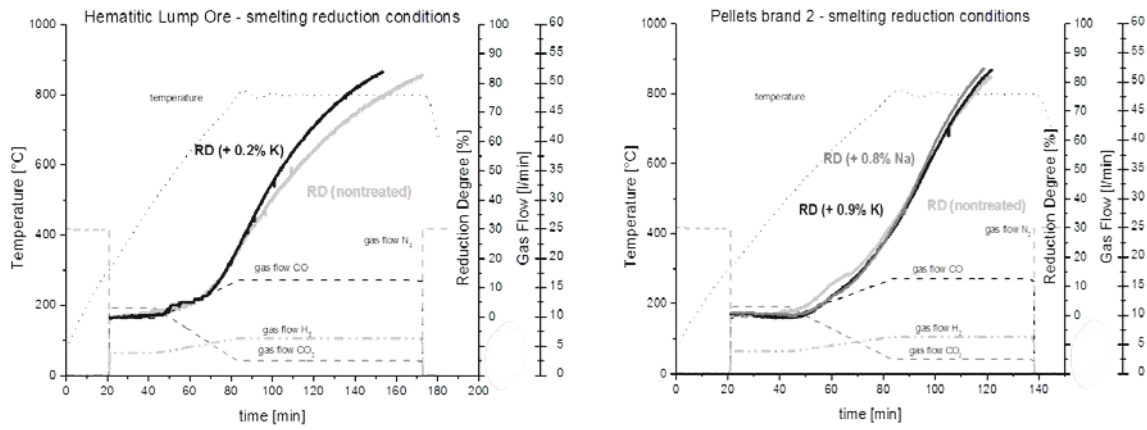 Hematitic Lump Ore - smelting reduction conditions
1000
800
600
400
200
0
Temperature [°C]
0 20 40 60 80 100 120 140 160 180 200
time [min]
temperature
RD (+ 0.2% K)
RD (nontreated)
gas flow N2
gas flow CO
gas flow H2
gas flow CO2
100
90
80
70
60
50
40
30
20
10
0
Reduction Degree [%]
60
55
50
45
40
35
30
25
20
15
10
5
0
Gas Flow [l/min]
Pellets brand 2 - smelting reduction conditions
1000
800
600
400
200
0
Temperature [°C]
0 20 40 60 80 100 120 140 160
time [min]
temperature
RD (+ 0.8% Na)
RD (+ 0.9% K)
RD (nontreated)
gas flow N2
gas flow CO
gas flow H2
gas flow CO2
100
90
80
70
60
50
40
30
20
10
0
Reduction Degree [%]
60
55
50
45
40
35
30
25
20
15
10
5
0
Gas Flow [l/min]